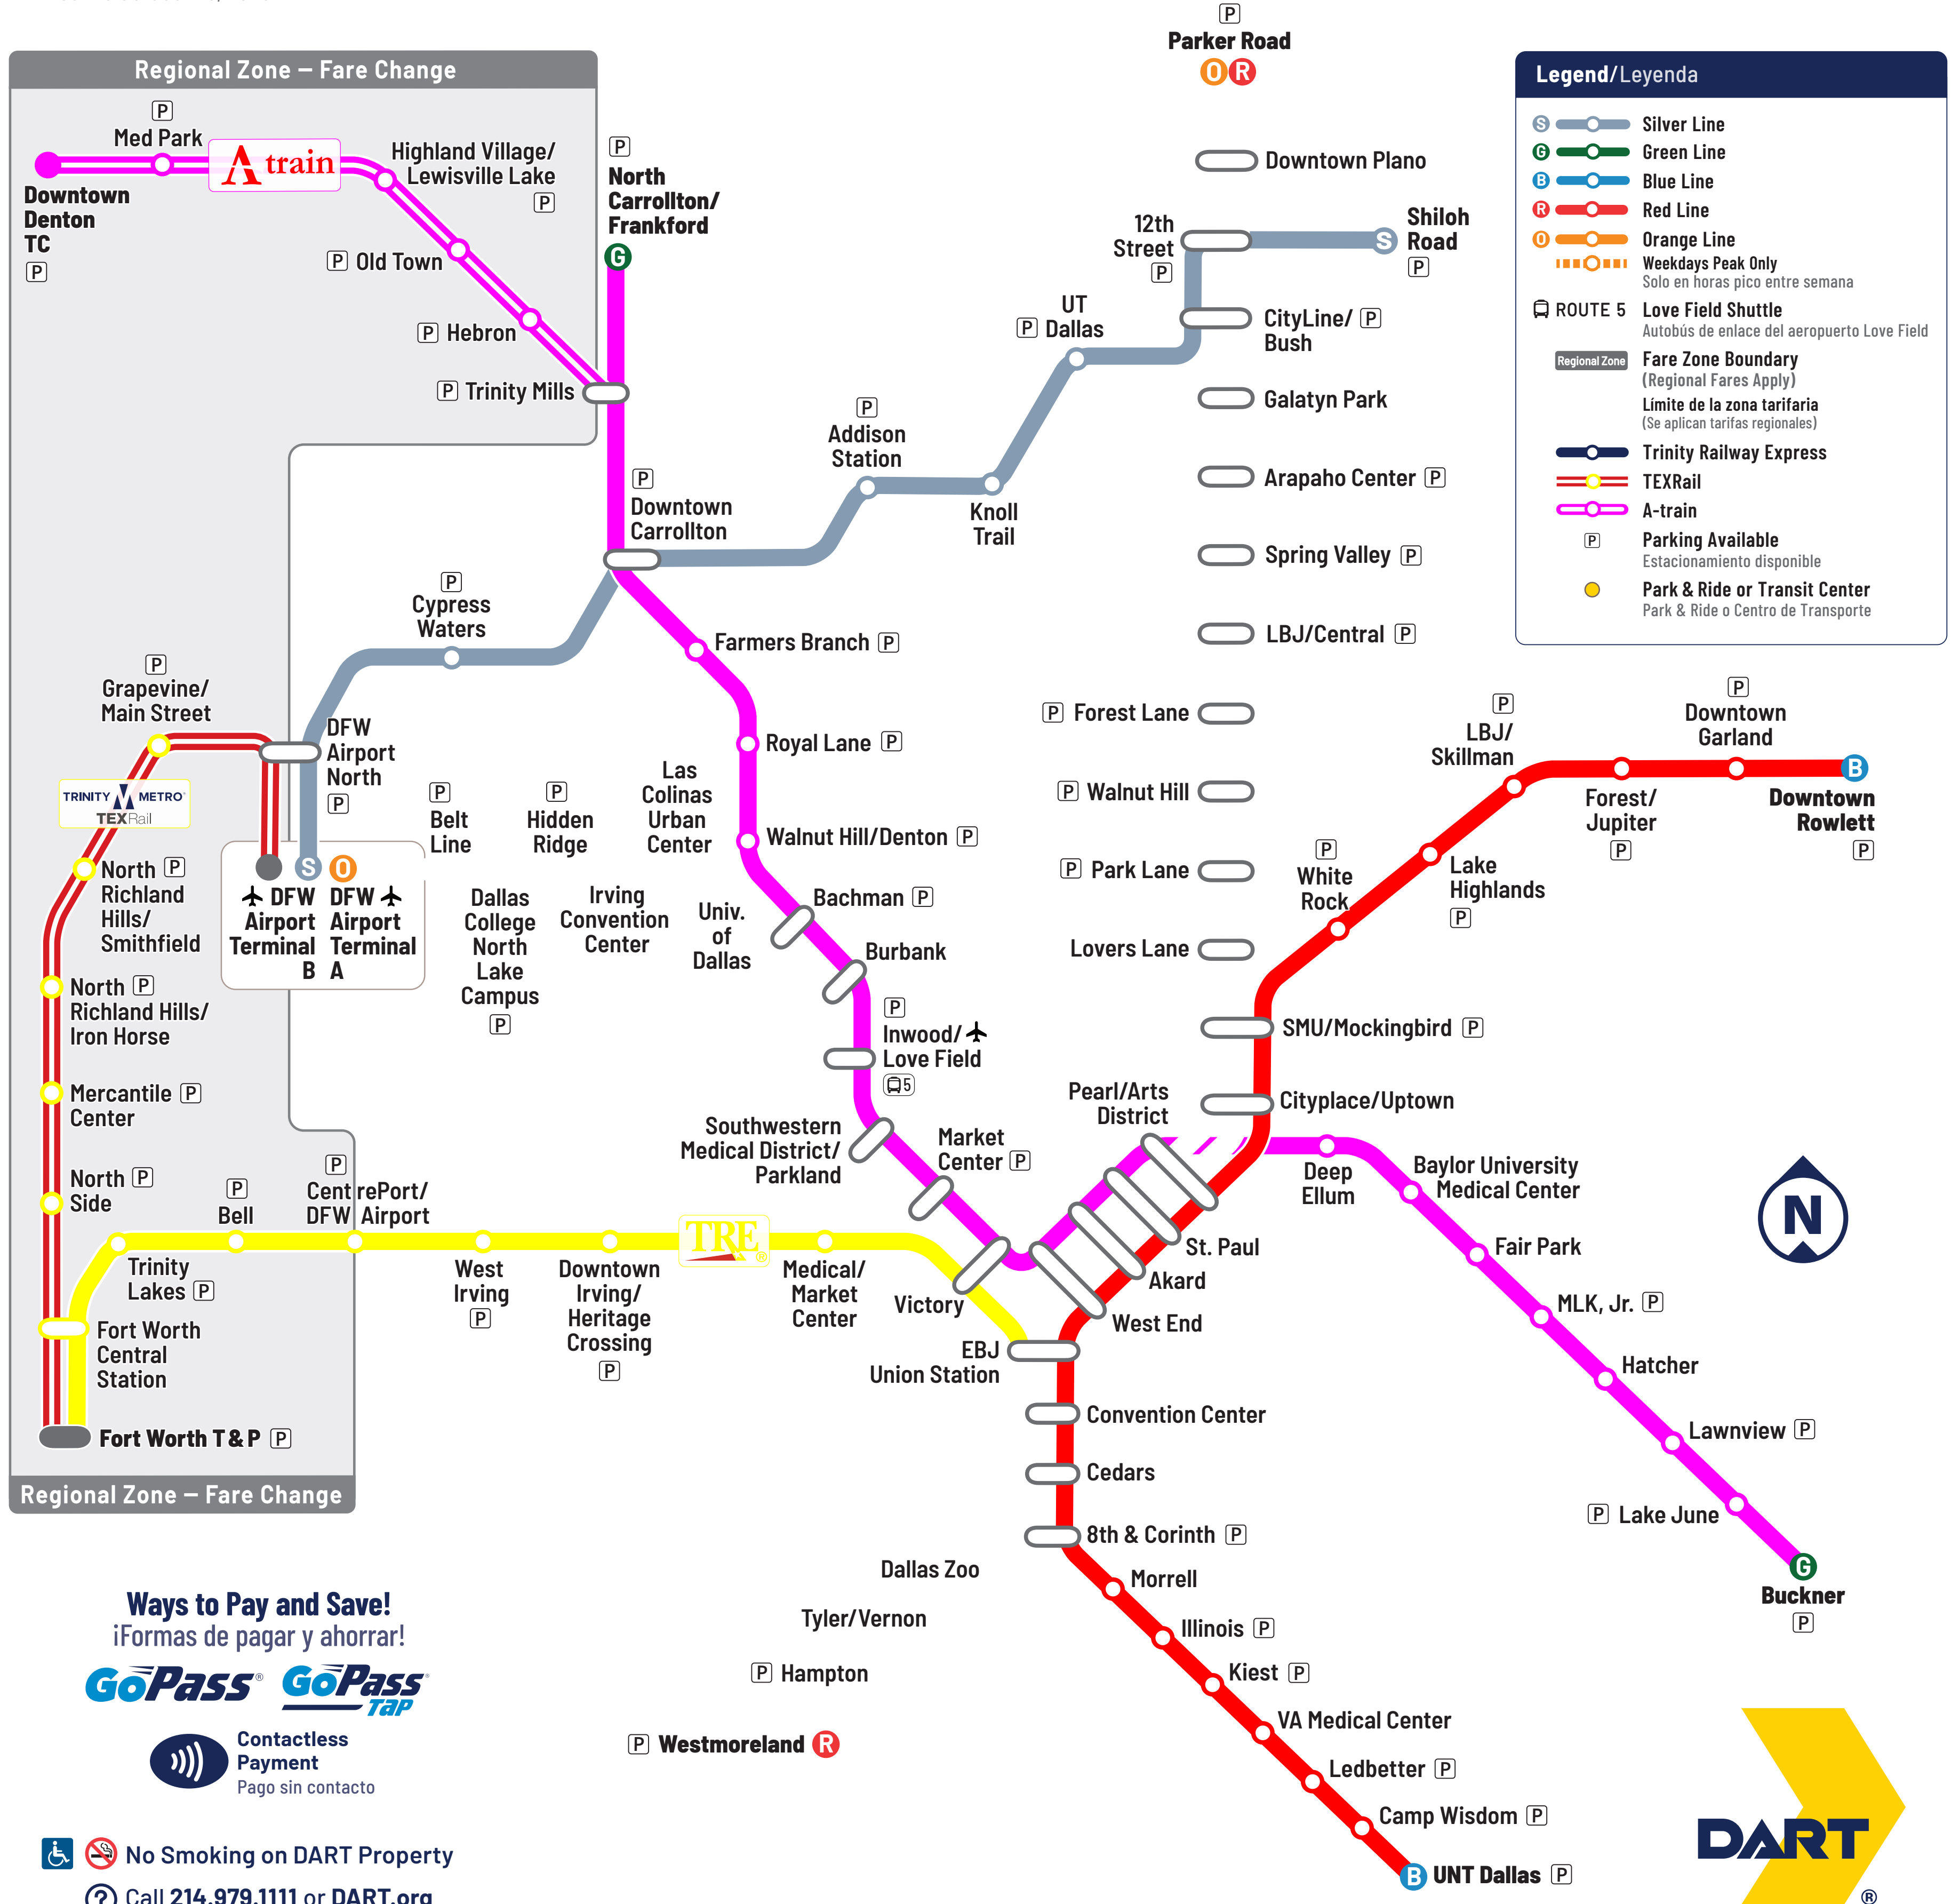 P
Parker Road
O R
Regional Zone – Fare Change
P
Med Park
A train
Highland Village/
Lewisville Lake
P
Downtown
Denton
TC
P
P Old Town
P Hebron
P Trinity Mills
P
North
Carrollton/
Frankford
G
Downtown Plano
12th
Street
P
S
Shiloh
Road
P
UT
P Dallas
CityLine/ P
Bush
Galatyn Park
P
Addison
Station
Knoll
Trail
Arapaho Center P
P
Downtown
Carrollton
Spring Valley P
P
Cypress
Waters
Farmers Branch P
LBJ/Central P
Legend/Leyenda
S Silver Line
G Green Line
B Blue Line
R Red Line
O Orange Line
Weekdays Peak Only
Solo en horas pico entre semana
ROUTE 5 Love Field Shuttle
Autobús de enlace del aeropuerto Love Field
Regional Zone Fare Zone Boundary
(Regional Fares Apply)
Límite de la zona tarifaria
(Se aplican tarifas regionales)
Trinity Railway Express
TEXRail
A-train
P Parking Available
Estacionamiento disponible
Park & Ride or Transit Center
Park & Ride o Centro de Transporte
P
Grapevine/
Main Street
TRINITY METRO
TEXRail
DFW
Airport
North
P
S O
DFW
Airport
Terminal
B
DFW
Airport
Terminal
A
North P
Richland
Hills/
Smithfield
North P
Richland Hills/
Iron Horse
Mercantile P
Center
North P
Side
P
Belt
Line
P
Hidden
Ridge
Las
Colinas
Urban
Center
Dallas
College
North
Lake
Campus
P
Irving
Convention
Center
Univ.
of
Dallas
Royal Lane P
Walnut Hill/Denton P
Bachman P
Burbank
P
Inwood/
Love Field
5
Southwestern
Medical District/
Parkland
Market
Center P
P Forest Lane
P Walnut Hill
P Park Lane
Lovers Lane
SMU/Mockingbird P
Cityplace/Uptown
Pearl/Arts
District
P
White
Rock
Lake
Highlands
P
P
LBJ/
Skillman
Forest/
Jupiter
P
P
Downtown
Garland
B
Downtown
Rowlett
P
Deep
Ellum
Baylor University
Medical Center
Fair Park
MLK, Jr. P
Hatcher
Lawnview P
P Lake June
G
Buckner
P
N
P
Bell
P
CentrePort/
DFW Airport
Trinity
Lakes P
Fort Worth
Central
Station
Fort Worth T & P P
Regional Zone – Fare Change
West
Irving
P
Downtown
Irving/
Heritage
Crossing
P
TRE®
Medical/
Market
Center
Victory
EBJ
Union Station
St. Paul
Akard
West End
Convention Center
Cedars
8th & Corinth P
Dallas Zoo
Tyler/Vernon
P Hampton
P Westmoreland R
Morrell
Illinois P
Kiest P
VA Medical Center
Ledbetter P
Camp Wisdom P
B UNT Dallas P
Ways to Pay and Save!
¡Formas de pagar y ahorrar!
GoPass® GoPass
TAP
Contactless
Payment
Pago sin contacto
No Smoking on DART Property
? Call 214.979.1111 or DART.org
DART
®